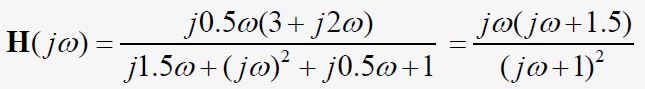 H(jω) = j0.5ω(3 + j2ω) / (j1.5ω + (jω)² + j0.5ω + 1) = jω(jω + 1.5) / (jω + 1)²